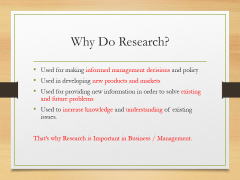 Why Do Research?
Used for making informed management decisions and policy
Used in developing new products and markets
Used for providing new information in order to solve existing
and future problems
Used to increase knowledge and understanding of existing
issues.
That's why Research is Important in Business / Management.